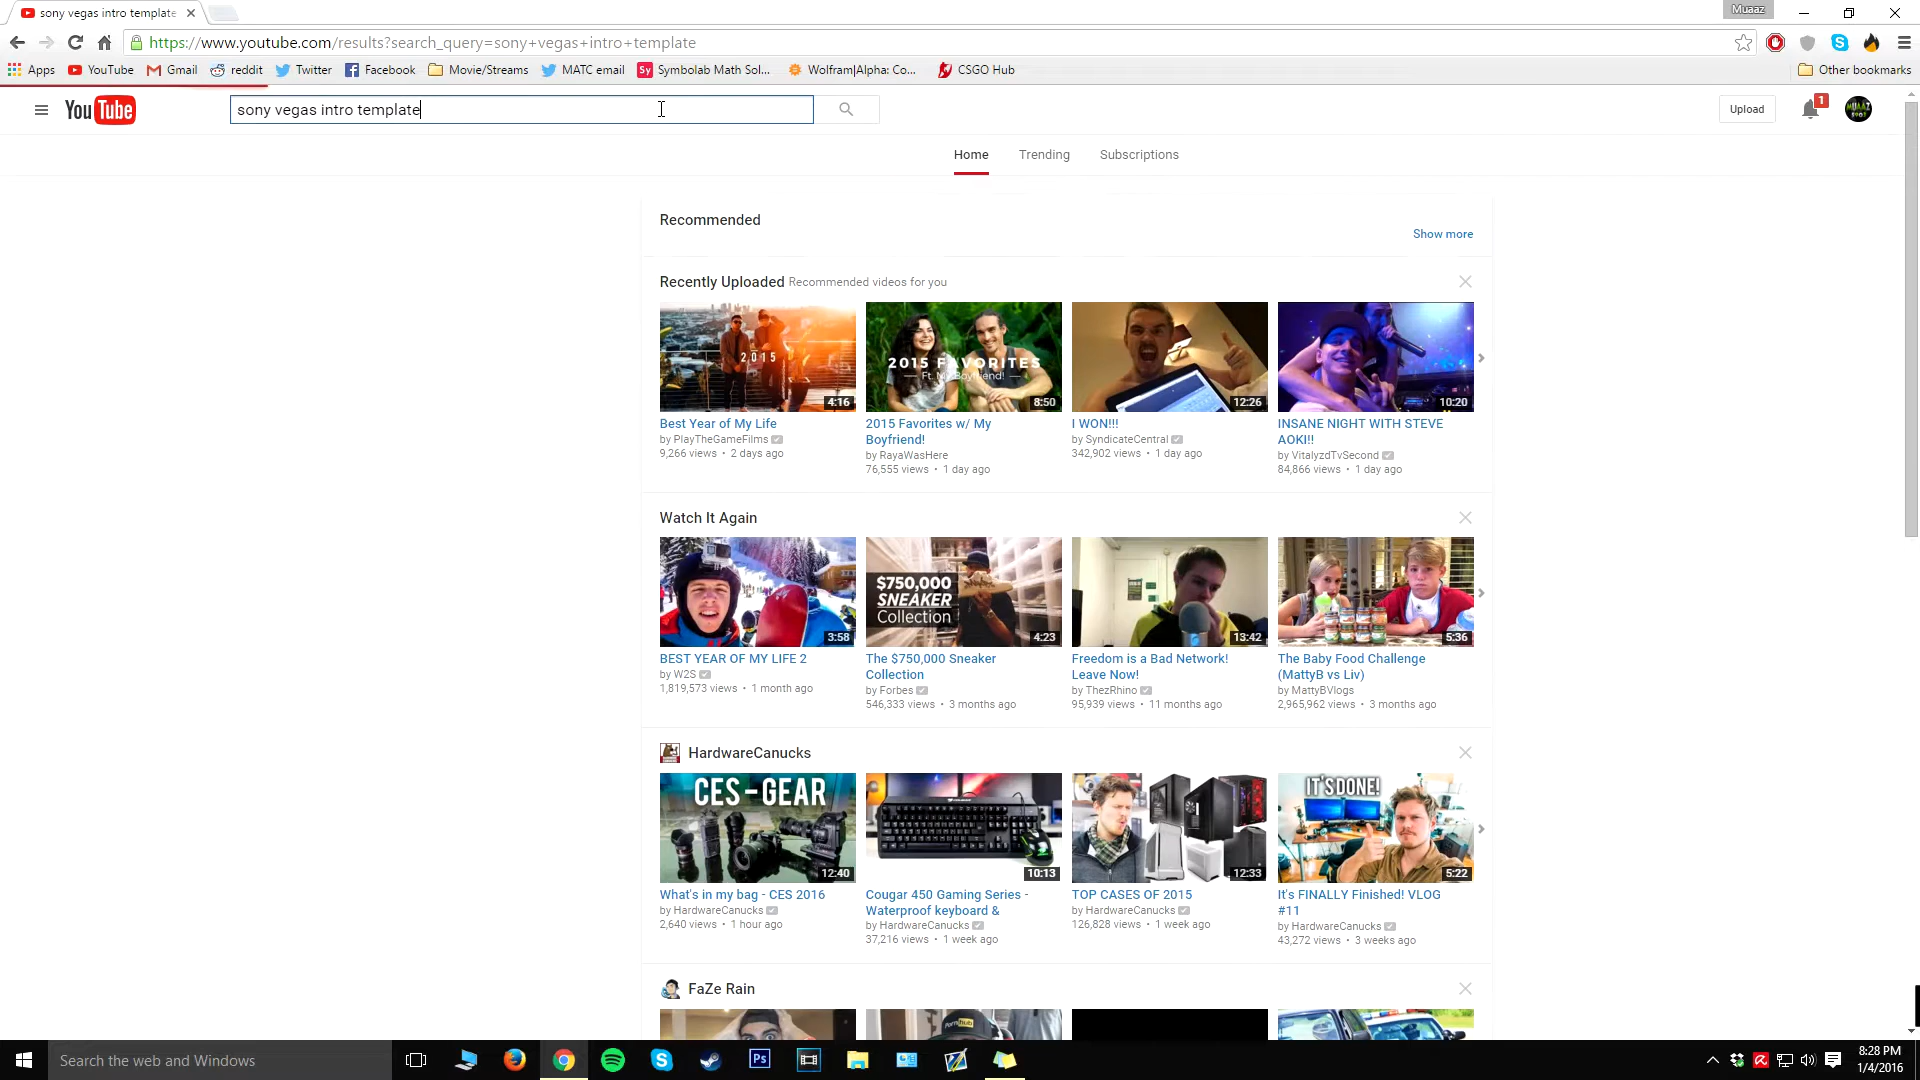 sony vegas intro template
Muaaz
https://www.youtube.com/results?search_query=sony+vegas+intro+template
Apps
YouTube
Gmail
reddit
Twitter
Facebook
Movie/Streams
MATC email
Sy
Symbolab Math Sol...
Wolfram|Alpha: Co...
CSGO Hub
Other bookmarks
YouTube
sony vegas intro template
Upload
1
Home
Trending
Subscriptions
Recommended
Show more
Recently Uploaded Recommended videos for you
2015
4:16
Best Year of My Life
by PlayTheGameFilms
9,266 views • 2 days ago
2015 FAVORITES
Ft. My Boyfriend!
8:50
2015 Favorites w/ My
Boyfriend!
by RayaWasHere
76,555 views • 1 day ago
12:26
I WON!!!
by SyndicateCentral
342,902 views • 1 day ago
10:20
INSANE NIGHT WITH STEVE
AOKI!!
by VitalyzdTvSecond
84,866 views • 1 day ago
Watch It Again
3:58
BEST YEAR OF MY LIFE 2
by W2S
1,819,573 views • 1 month ago
$750,000
SNEAKER
Collection
4:23
The $750,000 Sneaker
Collection
by Forbes
546,333 views • 3 months ago
13:42
Freedom is a Bad Network!
Leave Now!
by ThezRhino
95,939 views • 11 months ago
5:36
The Baby Food Challenge
(MattyB vs Liv)
by MattyBVlogs
2,965,962 views • 3 months ago
HardwareCanucks
CES - GEAR
12:40
What's in my bag - CES 2016
by HardwareCanucks
2,640 views • 1 hour ago
10:13
Cougar 450 Gaming Series -
Waterproof keyboard &
by HardwareCanucks
37,216 views • 1 week ago
12:33
TOP CASES OF 2015
by HardwareCanucks
126,828 views • 1 week ago
IT'S DONE!
5:22
It's FINALLY Finished! VLOG
#11
by HardwareCanucks
43,272 views • 3 weeks ago
FaZe Rain
Search the web and Windows
Ps
8:28 PM
1/4/2016